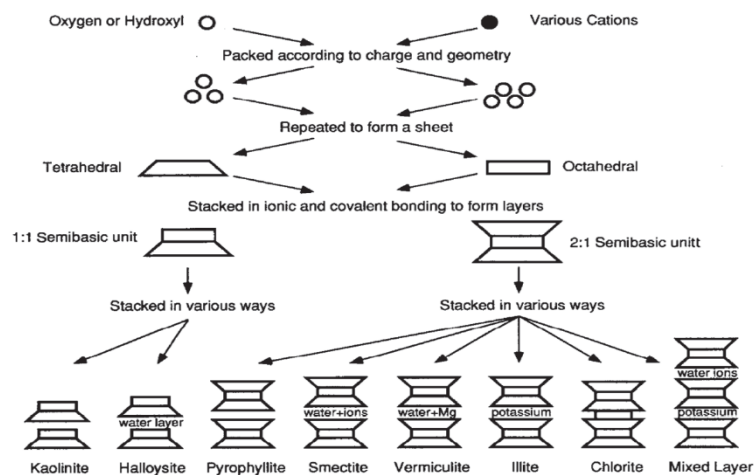 Oxygen or Hydroxyl
Various Cations
Packed according to charge and geometry
Repeated to form a sheet
Tetrahedral
Octahedral
Stacked in ionic and covalent bonding to form layers
1:1 Semibasic unit
2:1 Semibasic unitt
Stacked in various ways
Stacked in various ways
water ions
water layer
water+ions
water+Mg
potassium
potassium
Kaolinite
Halloysite
Pyrophyllite
Smectite
Vermiculite
Illite
Chlorite
Mixed Layer